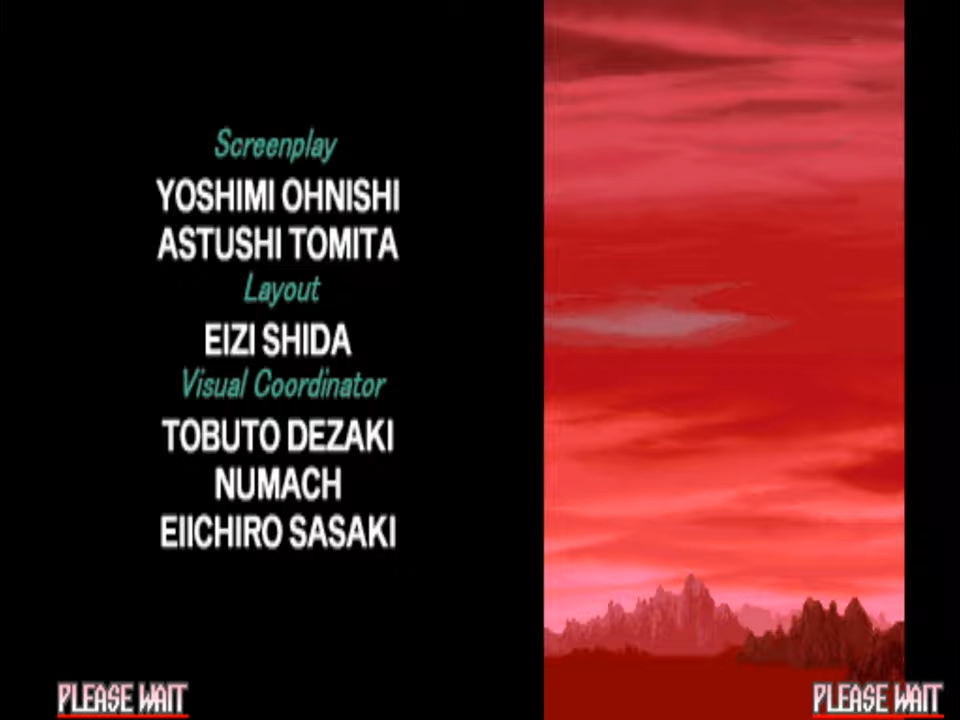 Screenplay
YOSHIMI OHNISHI
ASTUSHI TOMITA
Layout
EIZI SHIDA
Visual Coordinator
TOBUTO DEZAKI
NUMACH
EIICHIRO SASAKI
PLEASE WAIT
PLEASE WAIT